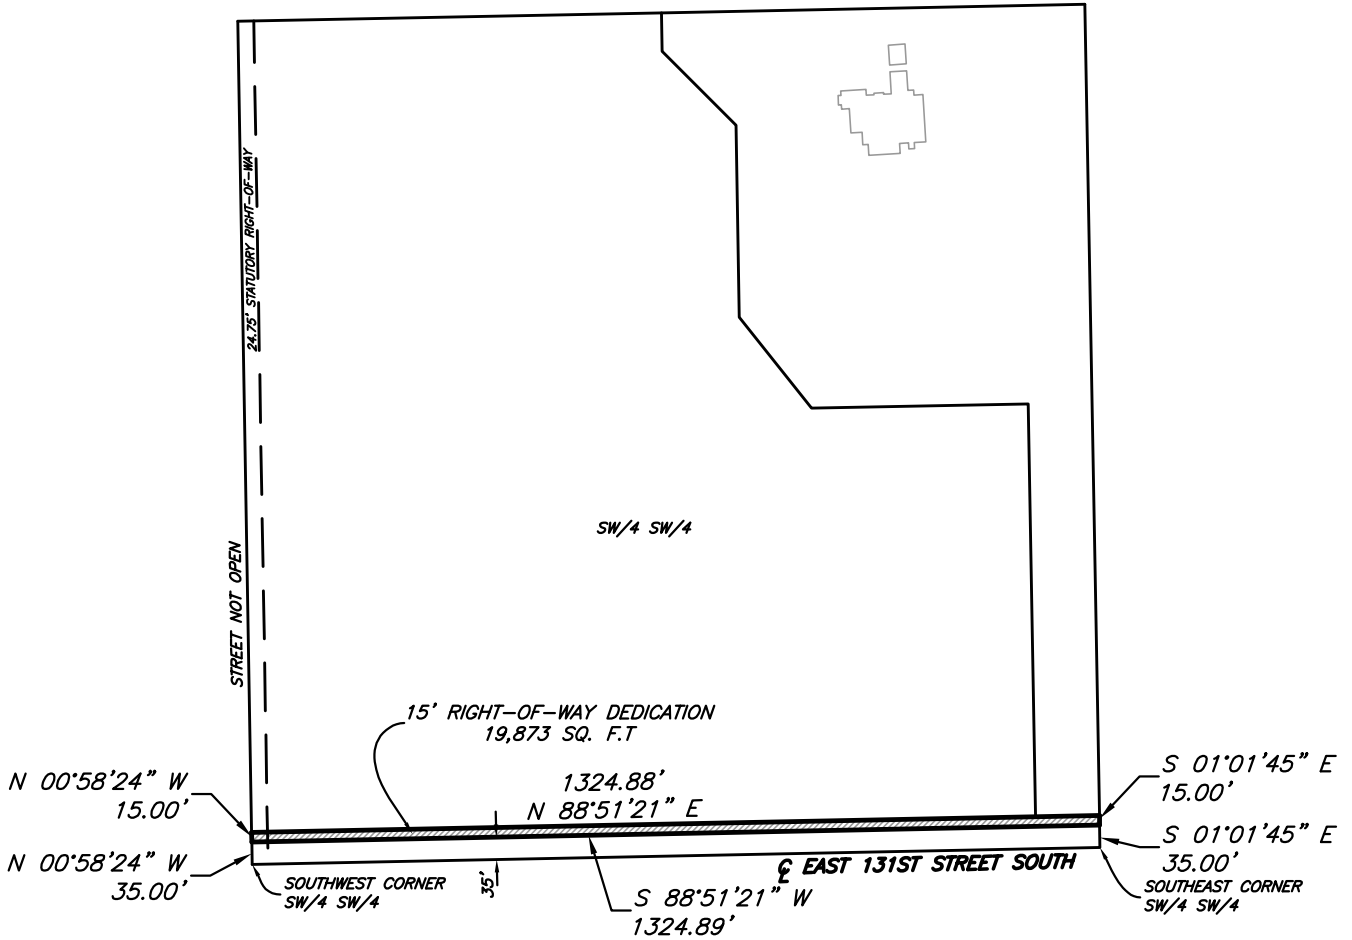 24.75' STATUTORY RIGHT-OF-WAY
STREET NOT OPEN
SW/4 SW/4
15' RIGHT-OF-WAY DEDICATION
19,873 SQ. F.T
1324.88'
N 88°51'21" E
N 00°58'24" W
15.00'
S 01°01'45" E
15.00'
N 00°58'24" W
35.00'
S 01°01'45" E
35.00'
SOUTHWEST CORNER
SW/4 SW/4
35'
℄ EAST 131ST STREET SOUTH
S 88°51'21" W
1324.89'
SOUTHEAST CORNER
SW/4 SW/4